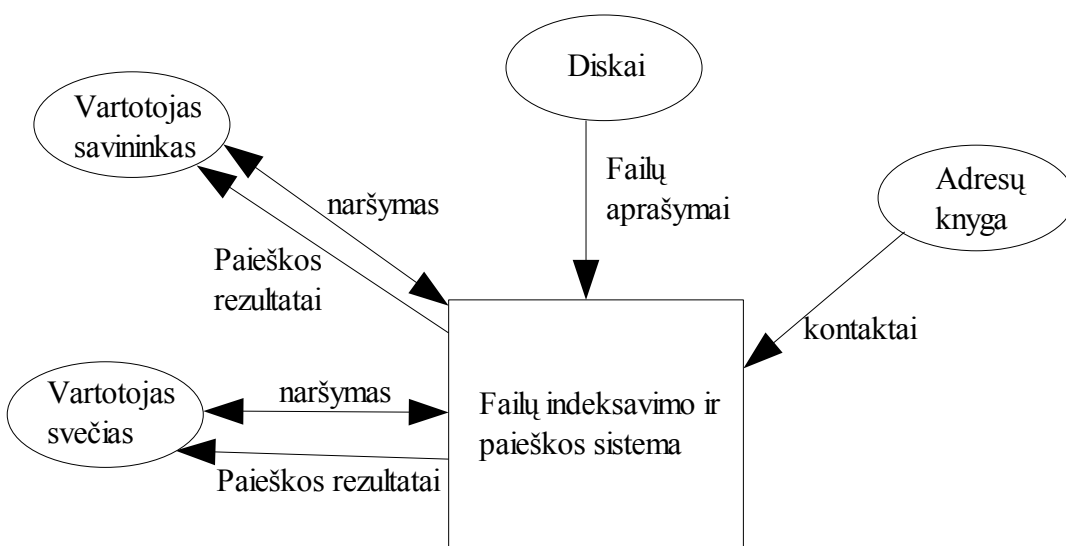 Diskai
Vartotojas
savininkas
Failų
aprašymai
Adresų
knyga
naršymas
Paieškos
rezultatai
kontaktai
Vartotojas
svečias
naršymas
Failų indeksavimo ir
paieškos sistema
Paieškos rezultatai